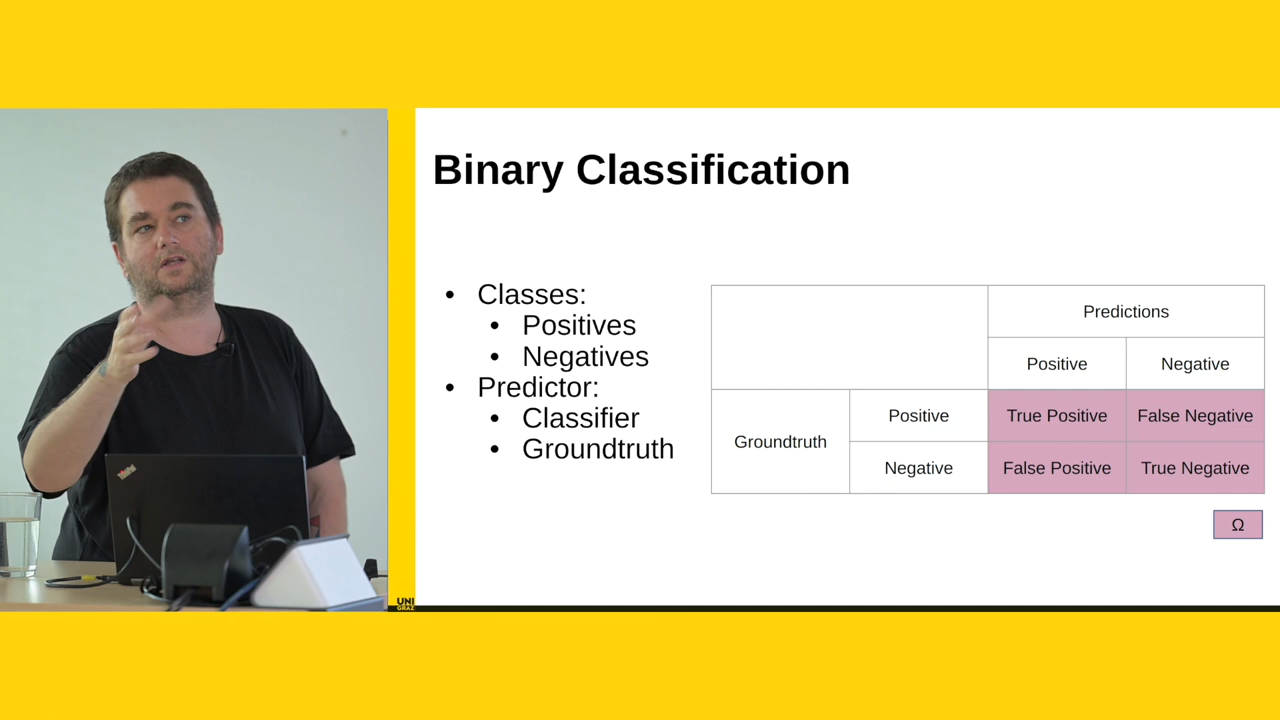 Binary Classification
• Classes:
• Positives
• Negatives
• Predictor:
• Classifier
• Groundtruth
Predictions
Positive Negative
Groundtruth
Positive True Positive False Negative
Negative False Positive True Negative
Ω
ThinkPad
UNI
GRAZ